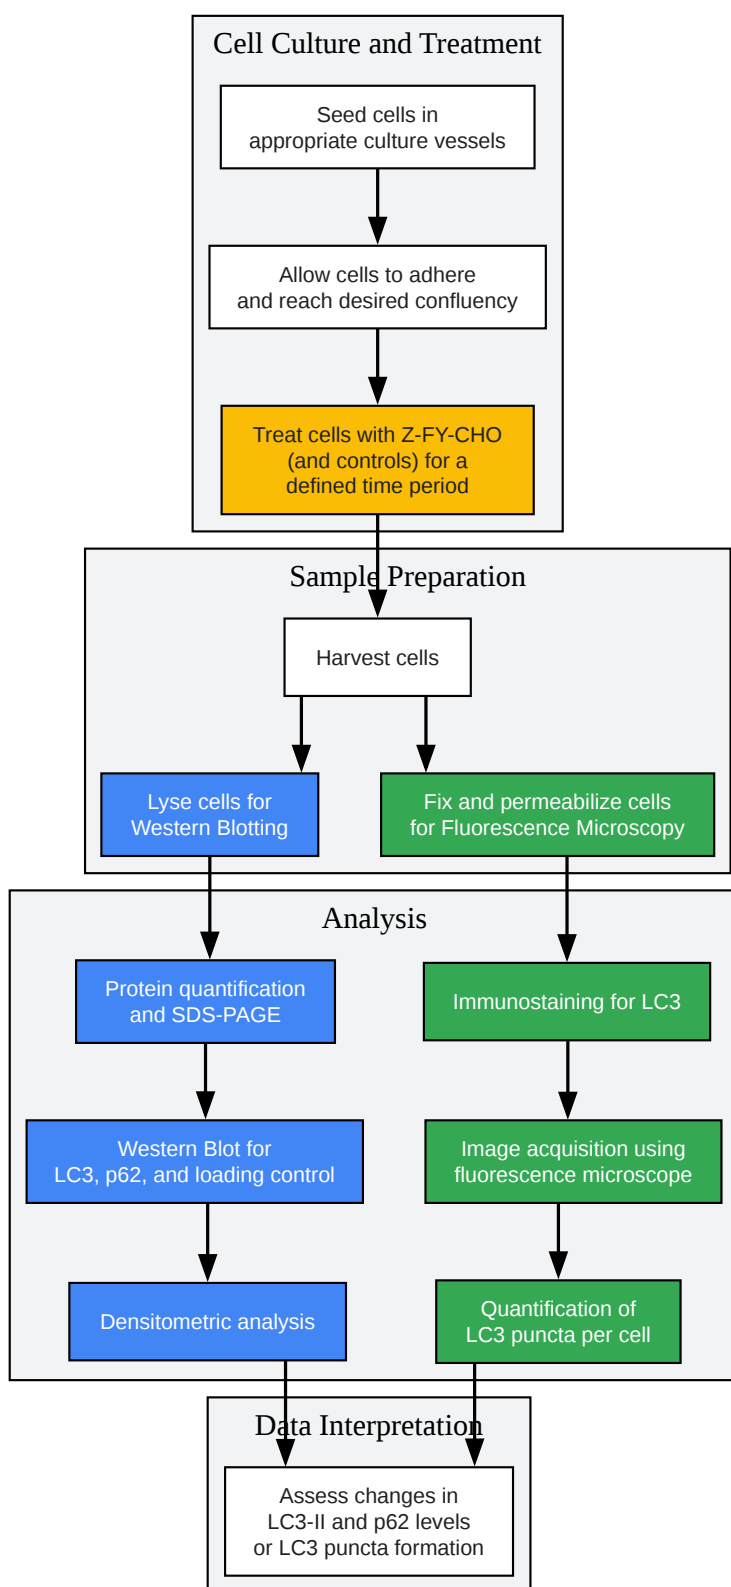 Cell Culture and Treatment
Seed cells in
appropriate culture vessels
Allow cells to adhere
and reach desired confluency
Treat cells with Z-FY-CHO
(and controls) for a
defined time period
Sample Preparation
Harvest cells
Lyse cells for
Western Blotting
Fix and permeabilize cells
for Fluorescence Microscopy
Analysis
Protein quantification
and SDS-PAGE
Immunostaining for LC3
Western Blot for
LC3, p62, and loading control
Image acquisition using
fluorescence microscope
Densitometric analysis
Quantification of
LC3 puncta per cell
Data Interpretation
Assess changes in
LC3-II and p62 levels
or LC3 puncta formation